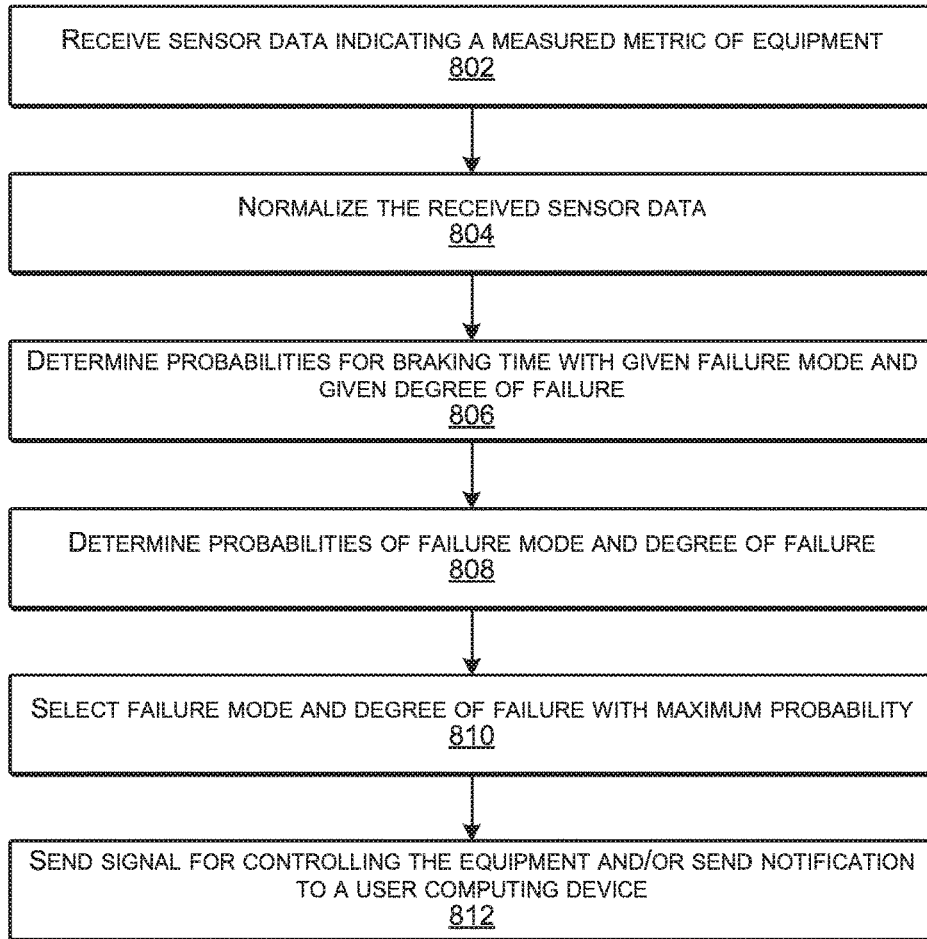 RECEIVE SENSOR DATA INDICATING A MEASURED METRIC OF EQUIPMENT
802
NORMALIZE THE RECEIVED SENSOR DATA
804
DETERMINE PROBABILITIES FOR BRAKING TIME WITH GIVEN FAILURE MODE AND
GIVEN DEGREE OF FAILURE
806
DETERMINE PROBABILITIES OF FAILURE MODE AND DEGREE OF FAILURE
808
SELECT FAILURE MODE AND DEGREE OF FAILURE WITH MAXIMUM PROBABILITY
810
SEND SIGNAL FOR CONTROLLING THE EQUIPMENT AND/OR SEND NOTIFICATION
TO A USER COMPUTING DEVICE
812